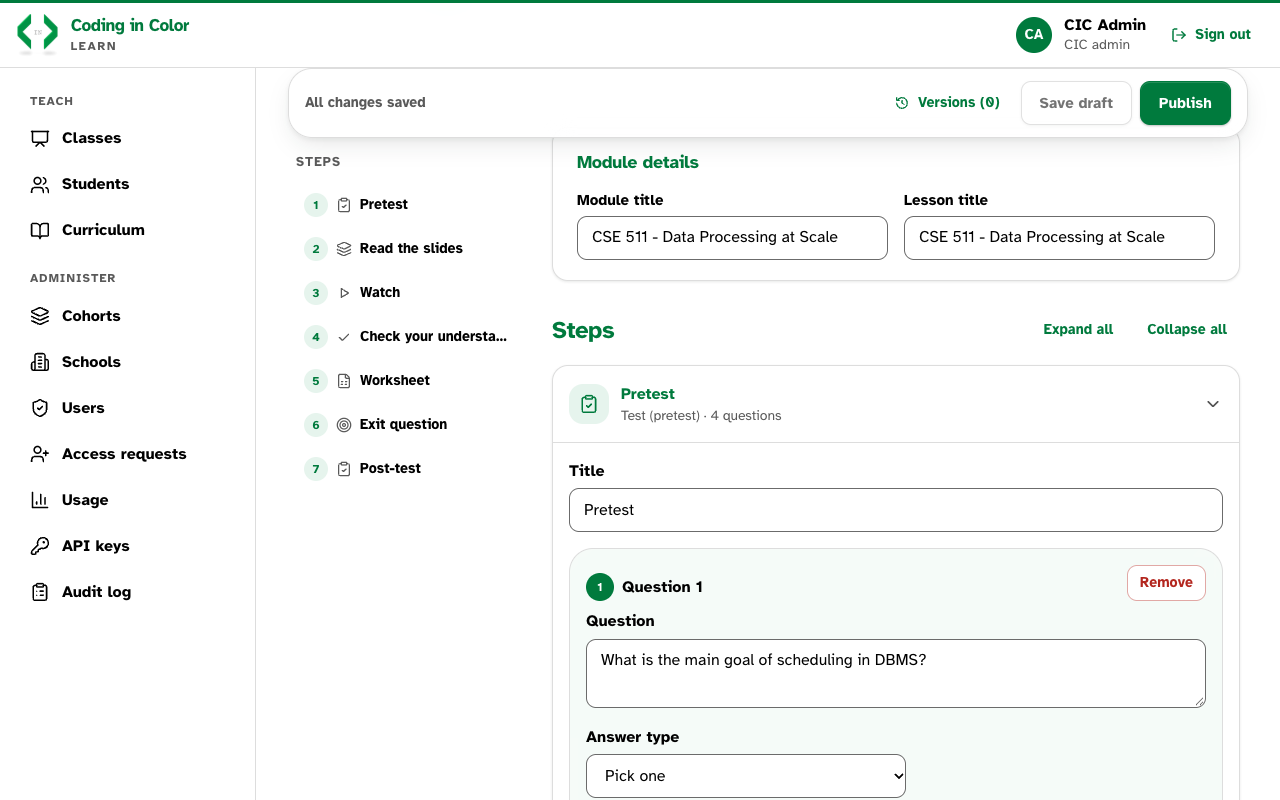 Coding in Color
LEARN
CA
CIC Admin
CIC admin
Sign out
TEACH
Classes
Students
Curriculum
ADMINISTER
Cohorts
Schools
Users
Access requests
Usage
API keys
Audit log
All changes saved
Versions (0)
Save draft
Publish
STEPS
1 Pretest
2 Read the slides
3 Watch
4 Check your understa...
5 Worksheet
6 Exit question
7 Post-test
Module details
Module title
CSE 511 - Data Processing at Scale
Lesson title
CSE 511 - Data Processing at Scale
Steps
Expand all
Collapse all
Pretest
Test (pretest) · 4 questions
Title
Pretest
1 Question 1
Remove
Question
What is the main goal of scheduling in DBMS?
Answer type
Pick one